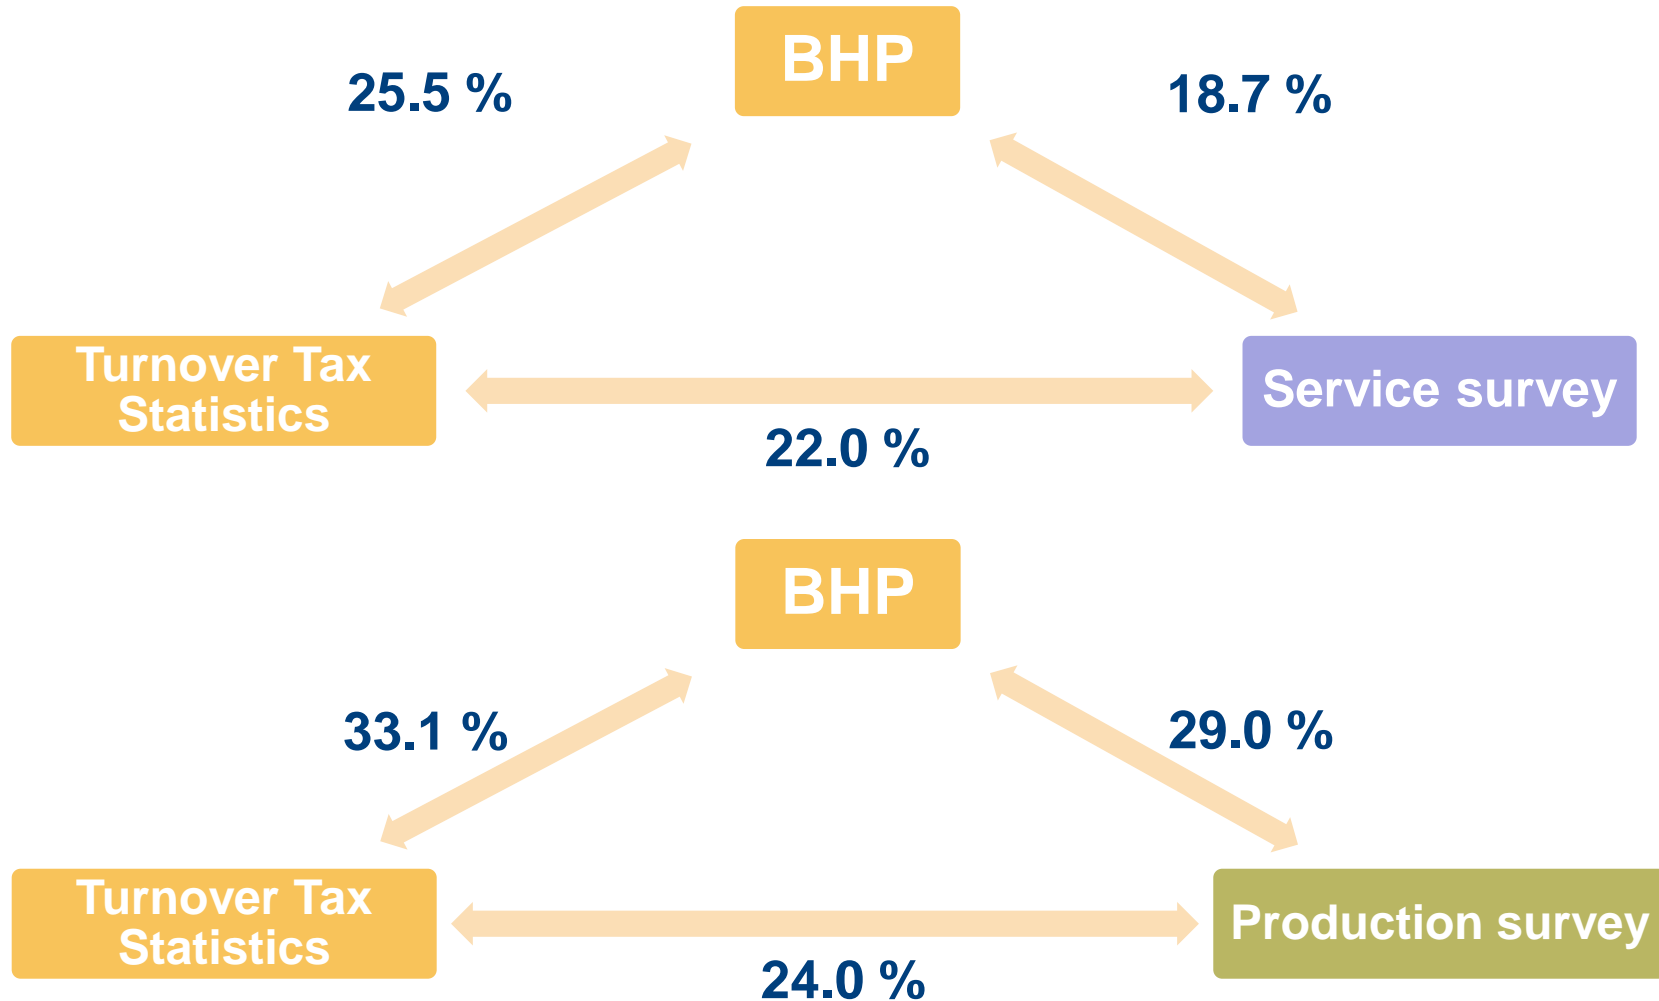 BHP
25.5 %
18.7 %
Turnover Tax
Statistics
Service survey
22.0 %
BHP
33.1 %
29.0 %
Turnover Tax
Statistics
Production survey
24.0 %